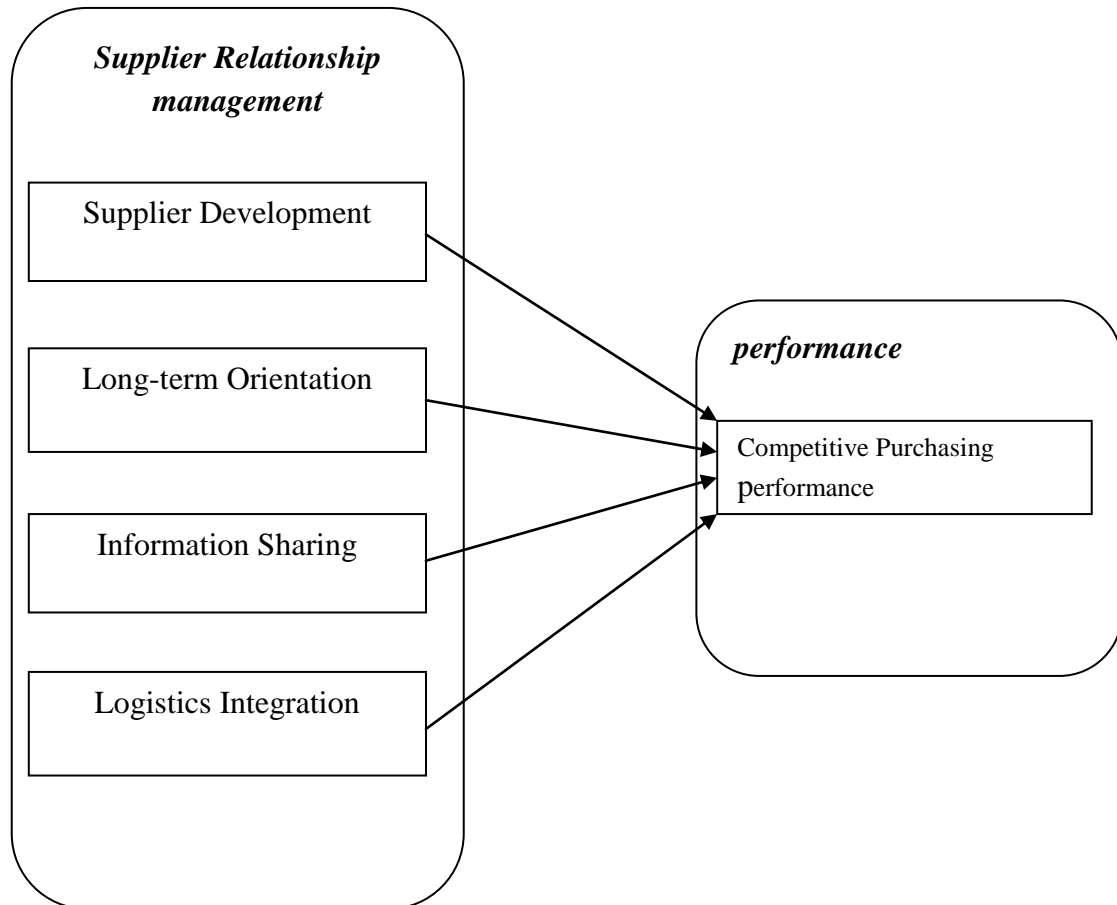 Supplier Relationship
management
Supplier Development
Long-term Orientation
Information Sharing
Logistics Integration
performance
Competitive Purchasing
performance